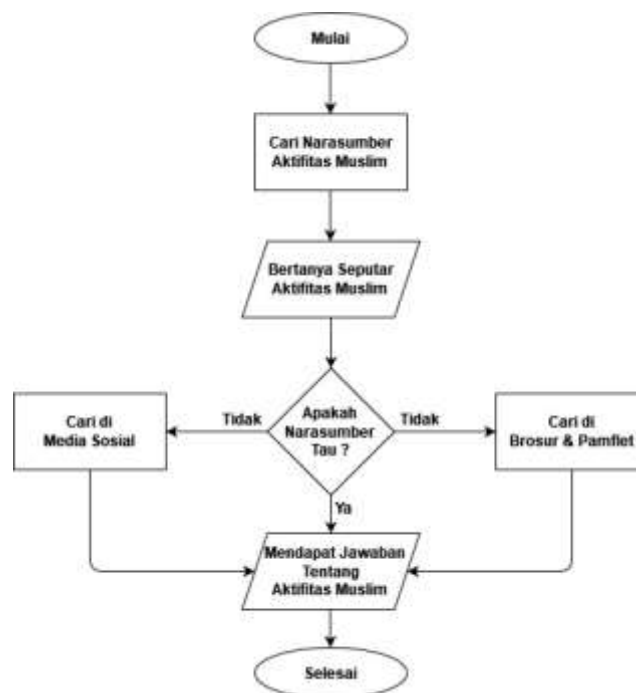 Mulai
Cari Narasumber
Aktifitas Muslim
Bertanya Seputar
Aktifitas Muslim
Apakah
Narasumber
Tau ?
Tidak
Tidak
Cari di
Media Sosial
Cari di
Brosur & Pamflet
Ya
Mendapat Jawaban
Tentang
Aktifitas Muslim
Selesai